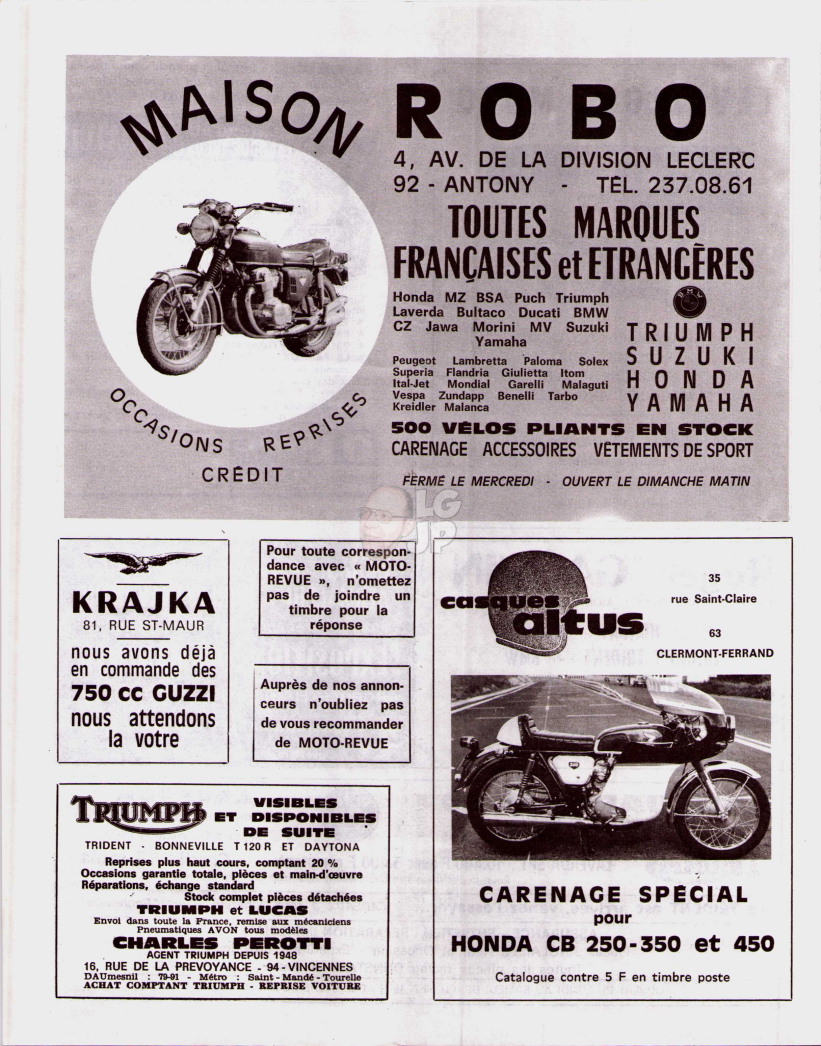 MAISON
ROBO
4, AV. DE LA DIVISION LECLERC
92 - ANTONY - TÉL. 237.08.61
TOUTES MARQUES
FRANÇAISES et ETRANGÈRES
Honda MZ BSA Puch Triumph
Laverda Bultaco Ducati BMW
CZ Jawa Morini MV Suzuki
Yamaha
Peugeot Lambretta Paloma Solex
Superia Flandria Giulietta Itom
Ital-Jet Mondial Garelli Malaguti
Vespa Zundapp Benelli Tarbo
Kreidler Malanca
BMW
TRIUMPH
SUZUKI
HONDA
YAMAHA
OCCASIONS REPRISES
CRÉDIT
500 VÉLOS PLIANTS EN STOCK
CARENAGE ACCESSOIRES VÊTEMENTS DE SPORT
FERMÉ LE MERCREDI - OUVERT LE DIMANCHE MATIN
LG
JP
KRAJKA
81, RUE ST-MAUR
nous avons déjà
en commande des
750 cc GUZZI
nous attendons
la votre
Pour toute correspon-
dance avec « MOTO-
REVUE », n'omettez
pas de joindre un
timbre pour la
réponse
Auprès de nos annon-
ceurs n'oubliez pas
de vous recommander
de MOTO-REVUE
casques
altus
35
rue Saint-Claire
63
CLERMONT-FERRAND
CARENAGE SPÉCIAL
pour
HONDA CB 250-350 et 450
Catalogue contre 5 F en timbre poste
TRIUMPH
VISIBLES
ET DISPONIBLES
DE SUITE
TRIDENT - BONNEVILLE T 120 R ET DAYTONA
Reprises plus haut cours, comptant 20 %
Occasions garantie totale, pièces et main-d'œuvre
Réparations, échange standard
Stock complet pièces détachées
TRIUMPH et LUCAS
Envoi dans toute la France, remise aux mécaniciens
Pneumatiques AVON tous modèles
CHARLES PEROTTI
AGENT TRIUMPH DEPUIS 1948
16, RUE DE LA PREVOYANCE - 94-VINCENNES
DAUmesnil : 79-91 - Métro : Saint-Mandé-Tourelle
ACHAT COMPTANT TRIUMPH - REPRISE VOITURE